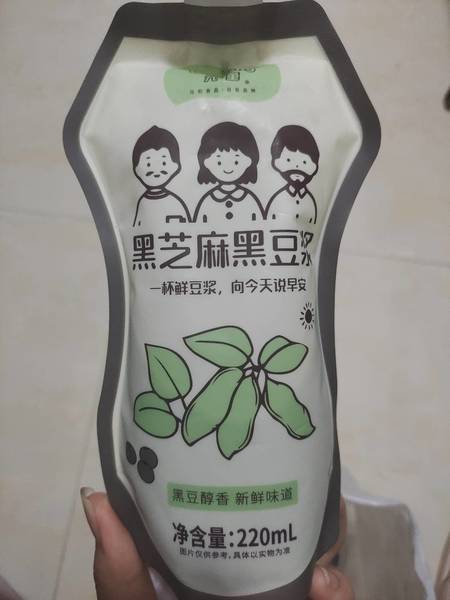 黑芝麻黑豆浆
一杯鲜豆浆，向今天说早安
黑豆醇香 新鲜味道
净含量:220mL
图片仅供参考，具体以实物为准